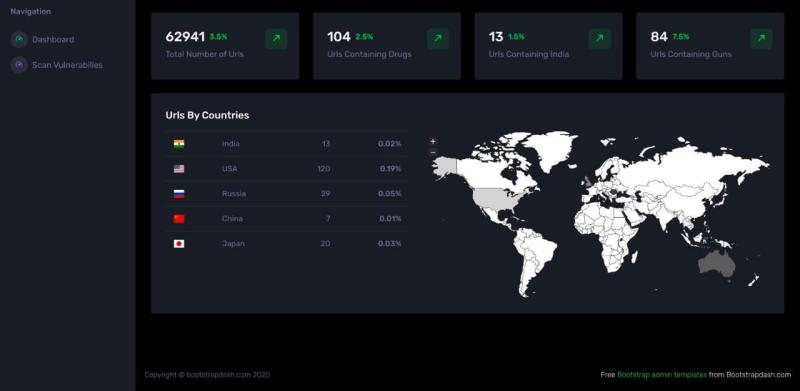 Navigation
Dashboard
Scan Vulnerabilies
62941 3.5%
Total Number of Urls
104 2.5%
Urls Containing Drugs
13 1.5%
Urls Containing India
84 7.5%
Urls Containing Guns
Urls By Countries
India 13 0.02%
USA 120 0.19%
Russia 29 0.05%
China 7 0.01%
Japan 20 0.03%
+
−
Copyright © bootstrapdash.com 2020
Free Bootstrap admin templates from Bootstrapdash.com